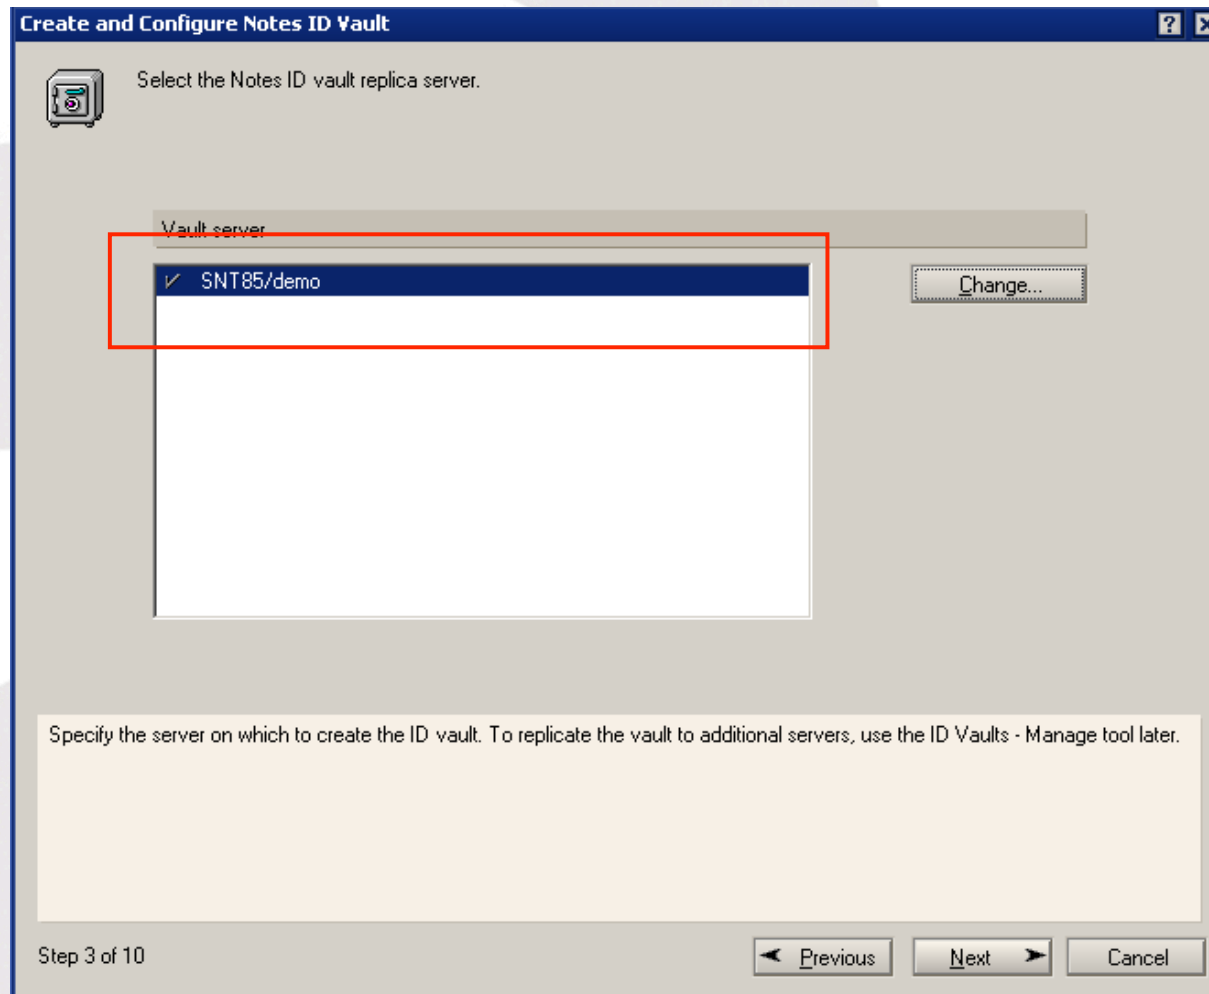 Create and Configure Notes ID Vault
Select the Notes ID vault replica server.
Vault server
SNT85/demo
Change...
Specify the server on which to create the ID vault. To replicate the vault to additional servers, use the ID Vaults - Manage tool later.
Step 3 of 10
Previous
Next
Cancel